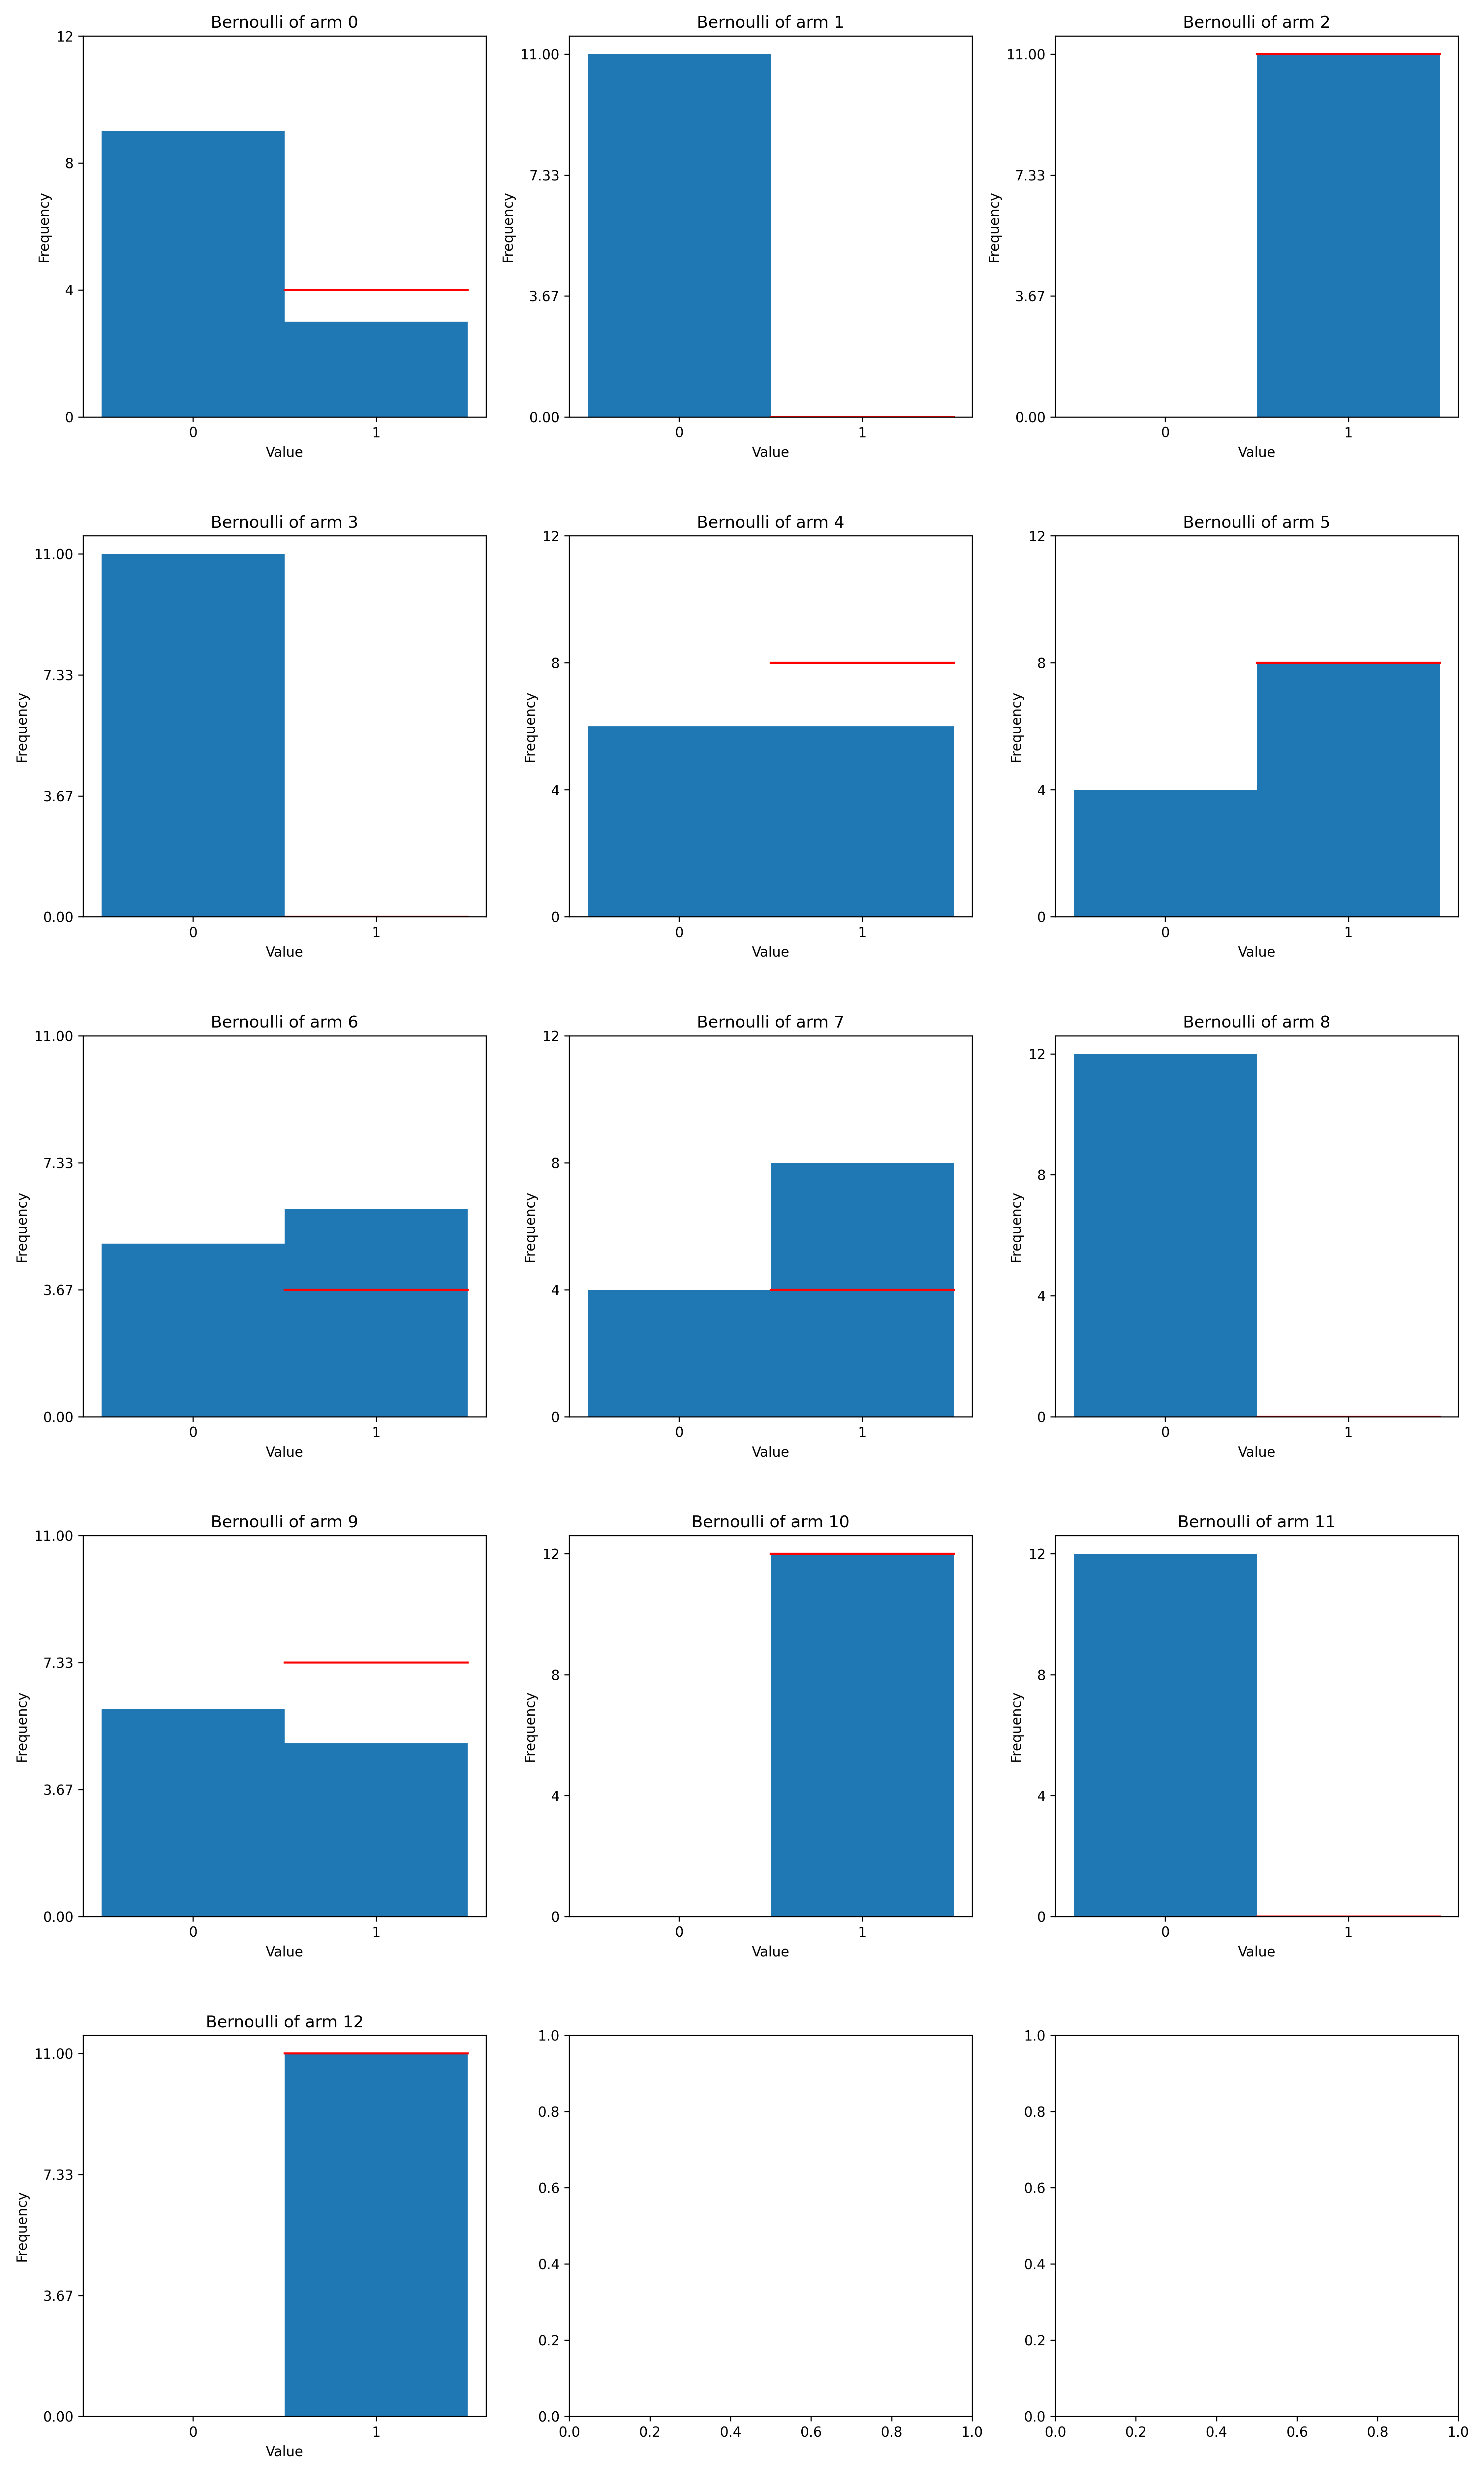 Bernoulli of arm 0
12
8
4
0
Frequency
0 1
Value
Bernoulli of arm 1
11.00
7.33
3.67
0.00
Frequency
0 1
Value
Bernoulli of arm 2
11.00
7.33
3.67
0.00
Frequency
0 1
Value
Bernoulli of arm 3
11.00
7.33
3.67
0.00
Frequency
0 1
Value
Bernoulli of arm 4
12
8
4
0
Frequency
0 1
Value
Bernoulli of arm 5
12
8
4
0
Frequency
0 1
Value
Bernoulli of arm 6
11.00
7.33
3.67
0.00
Frequency
0 1
Value
Bernoulli of arm 7
12
8
4
0
Frequency
0 1
Value
Bernoulli of arm 8
12
8
4
0
Frequency
0 1
Value
Bernoulli of arm 9
11.00
7.33
3.67
0.00
Frequency
0 1
Value
Bernoulli of arm 10
12
8
4
0
Frequency
0 1
Value
Bernoulli of arm 11
12
8
4
0
Frequency
0 1
Value
Bernoulli of arm 12
11.00
7.33
3.67
0.00
Frequency
0 1
Value
1.0
0.8
0.6
0.4
0.2
0.0
0.0 0.2 0.4 0.6 0.8 1.0
1.0
0.8
0.6
0.4
0.2
0.0
0.0 0.2 0.4 0.6 0.8 1.0